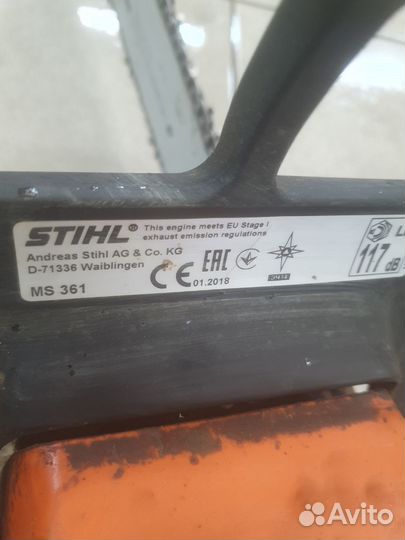 STIHL® This engine meets EU Stage I
exhaust emission regulations
Andreas Stihl AG & Co. KG
D-71336 Waiblingen
MS 361
CE
EAC
01.2018
117 dB
Avito